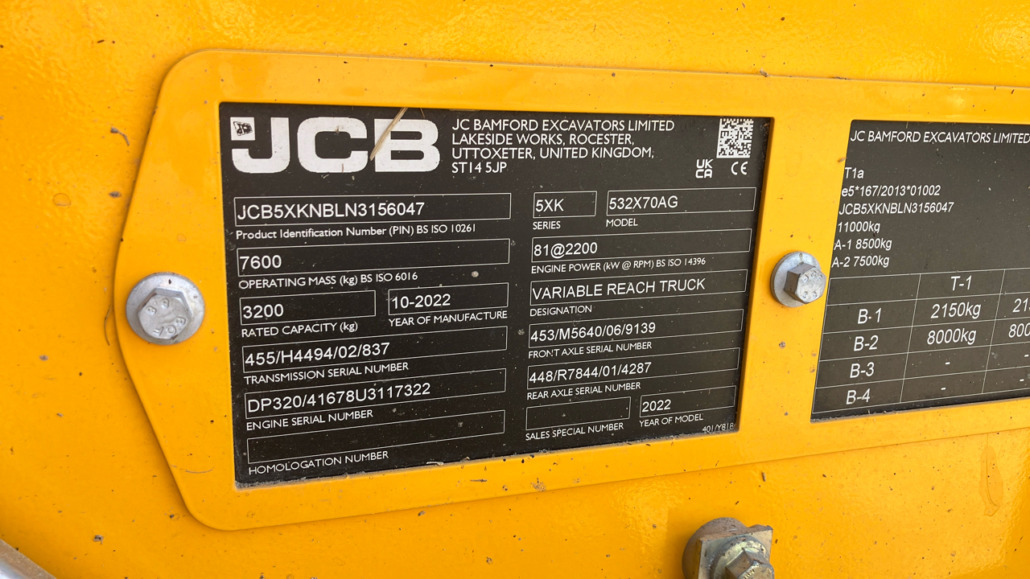 JCB
JC BAMFORD EXCAVATORS LIMITED
LAKESIDE WORKS, ROCESTER,
UTTOXETER, UNITED KINGDOM,
ST14 5JP
UK
CA
CE
JCB5XKNBLN3156047
Product Identification Number (PIN) BS ISO 10261
5XK
SERIES
532X70AG
MODEL
7600
OPERATING MASS (kg) BS ISO 6016
81@2200
ENGINE POWER (kW @ RPM) BS ISO 14396
3200
RATED CAPACITY (kg)
10-2022
YEAR OF MANUFACTURE
VARIABLE REACH TRUCK
DESIGNATION
455/H4494/02/837
TRANSMISSION SERIAL NUMBER
453/M5640/06/9139
FRONT AXLE SERIAL NUMBER
DP320/41678U3117322
ENGINE SERIAL NUMBER
448/R7844/01/4287
REAR AXLE SERIAL NUMBER
HOMOLOGATION NUMBER
SALES SPECIAL NUMBER
2022
YEAR OF MODEL
JC BAMFORD EXCAVATORS LIMITED
T1a
e5*167/2013*01002
JCB5XKNBLN3156047
11000kg
A-1 8500kg
A-2 7500kg
T-1
B-1 2150kg
B-2 8000kg
B-3 - -
B-4 - -